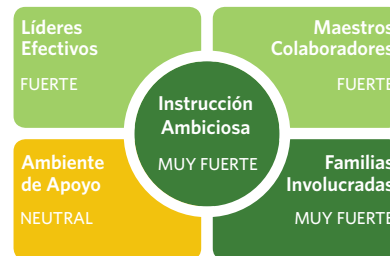 Líderes
Efectivos
FUERTE
Maestros
Colaboradores
FUERTE
Instrucción
Ambiciosa
MUY FUERTE
Ambiente
de Apoyo
NEUTRAL
Familias
Involucradas
MUY FUERTE